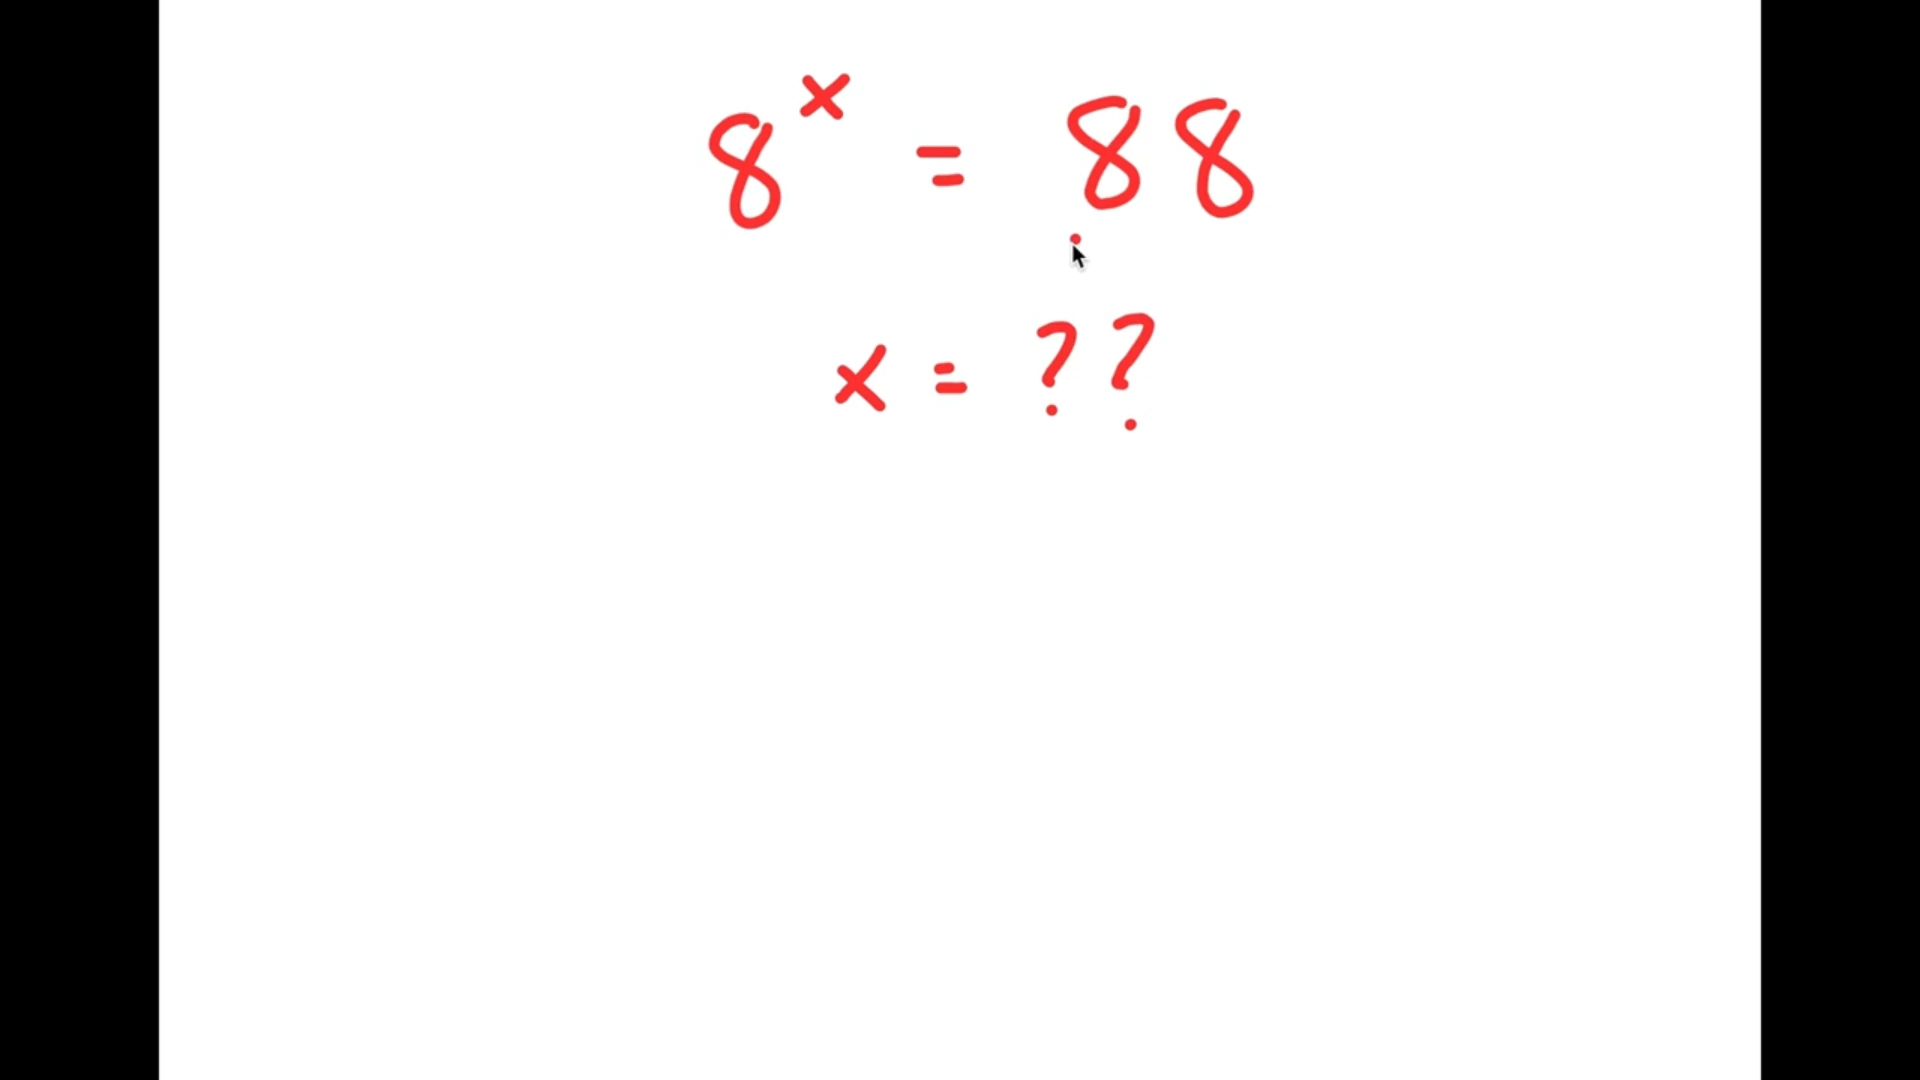 8^x = 88
x = ??